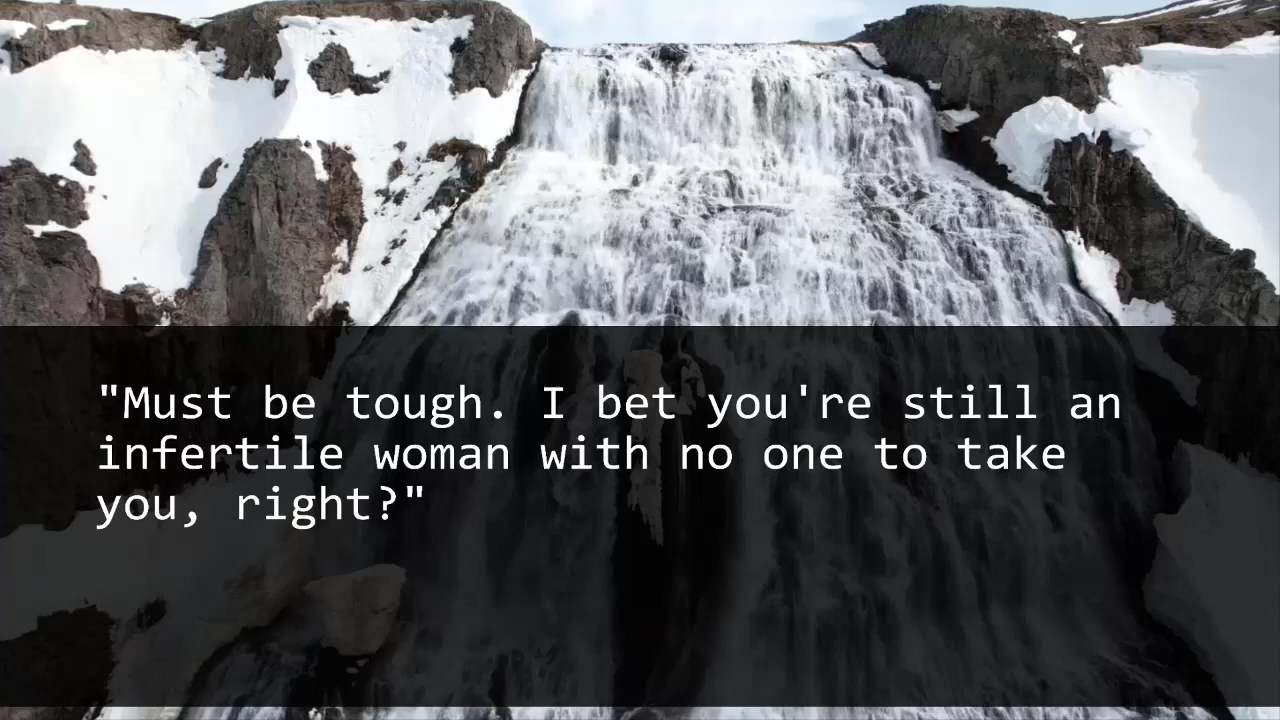 "Must be tough. I bet you're still an
infertile woman with no one to take
you, right?"